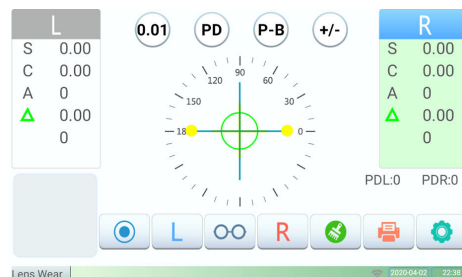 L
S 0.00
C 0.00
A 0
0.00
0
0.01 PD P-B +/-
R
S 0.00
C 0.00
A 0
0.00
0
120 90 60
150 30
18 0
PDL:0 PDR:0
L R
Lens Wear
2020-04-02 22:38